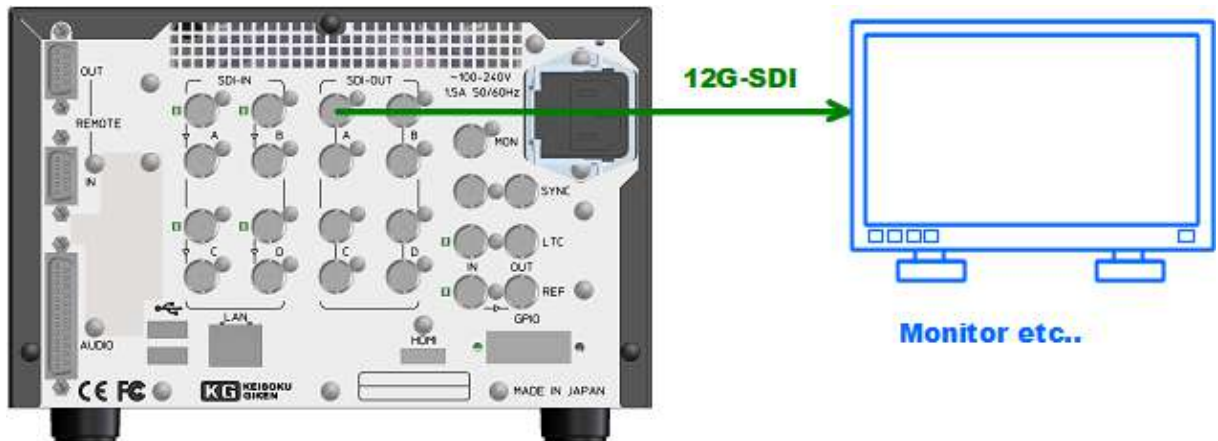 OUT
REMOTE
IN
AUDIO
SDI-IN
A
B
C
D
SDI-OUT
A
B
C
D
~100-240V
1.5A 50/60Hz
MON
SYNC
LTC
IN OUT
REF
GPIO
LAN
HDMI
CE FC
KG KEISOKU
GIKEN
MADE IN JAPAN
12G-SDI
Monitor etc..